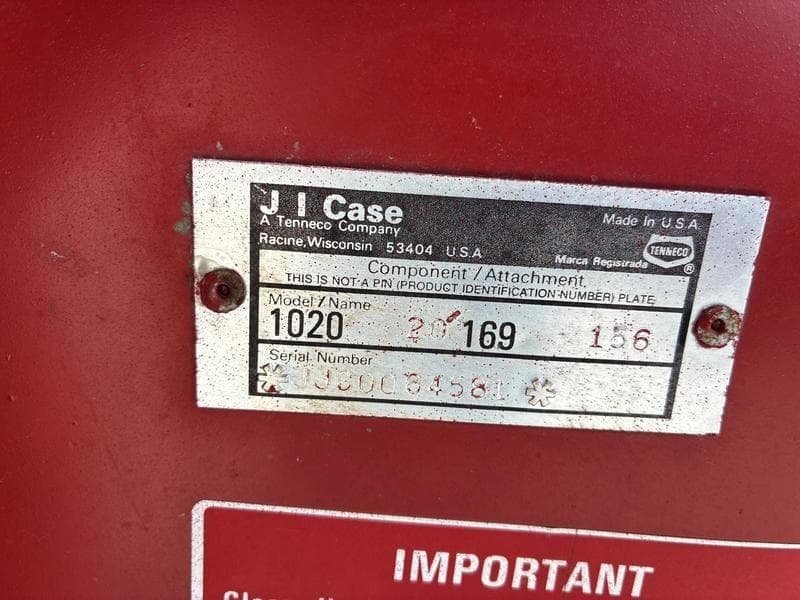 J I Case
A Tenneco Company
Racine, Wisconsin 53404 U.S.A
Made In U.S.A
TENNECO
Marca Registrada ®
Component / Attachment
THIS IS NOT A PIN (PRODUCT IDENTIFICATION NUMBER) PLATE
Model / Name
1020 20' 169 156
Serial Number
IMPORTANT